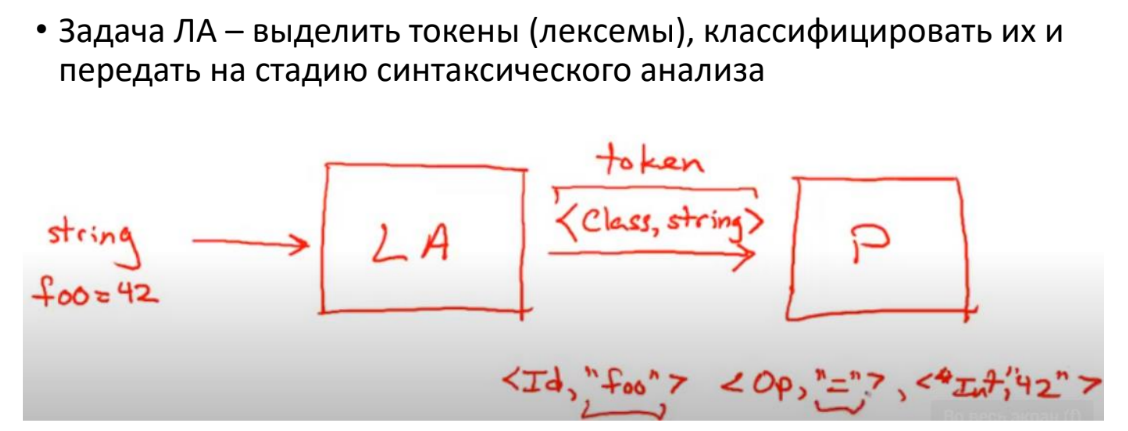 • Задача ЛА – выделить токены (лексемы), классифицировать их и
передать на стадию синтаксического анализа
token
<Class, string>
string
foo=42
LA
P
<Id, "foo"> <Op, "=">, <"Int","42">
Во весь экран (f)